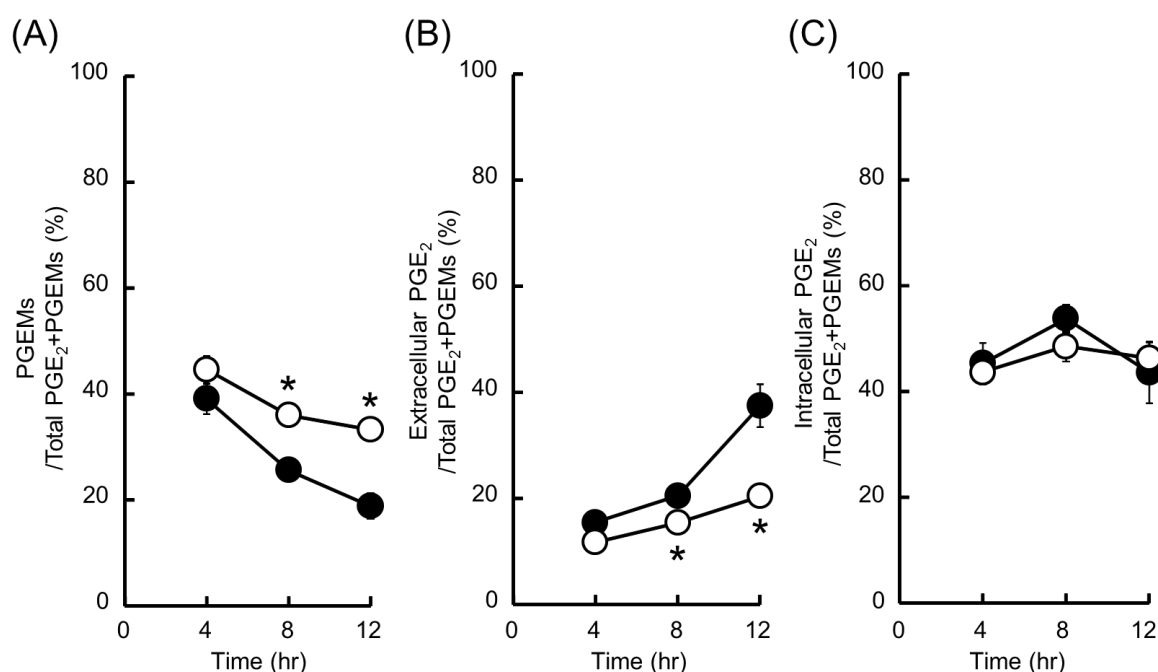 (A)
PGEMs
/Total PGE₂+PGEMs (%)
100
80
60
40
20
0
* *
0 4 8 12
Time (hr)
(B)
Extracellular PGE₂
/Total PGE₂+PGEMs (%)
100
80
60
40
20
0
* *
0 4 8 12
Time (hr)
(C)
Intracellular PGE₂
/Total PGE₂+PGEMs (%)
100
80
60
40
20
0
0 4 8 12
Time (hr)